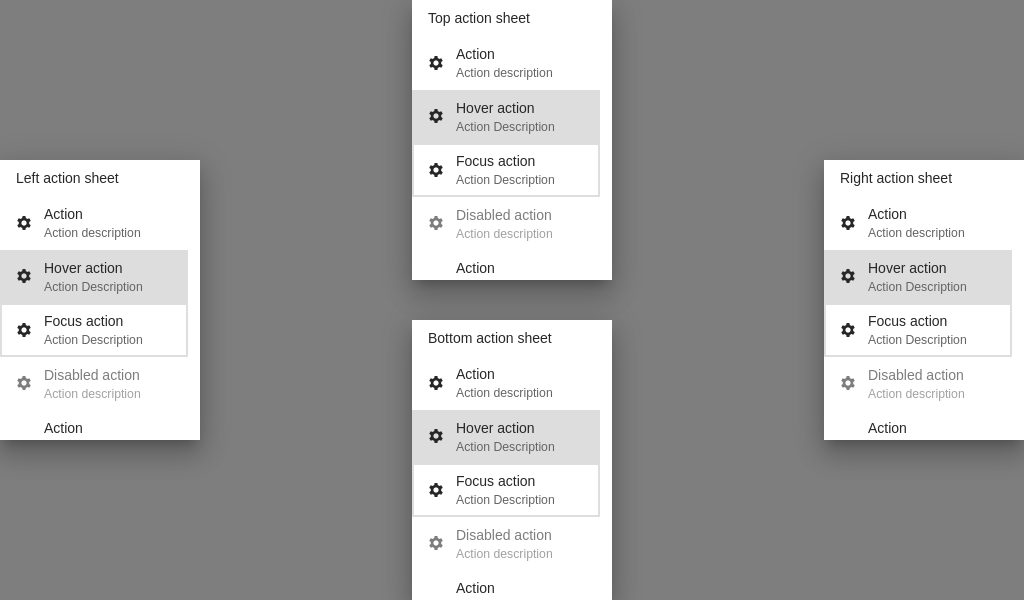 Top action sheet
Action
Action description
Hover action
Action Description
Focus action
Action Description
Disabled action
Action description
Action
Left action sheet
Action
Action description
Hover action
Action Description
Focus action
Action Description
Disabled action
Action description
Action
Right action sheet
Action
Action description
Hover action
Action Description
Focus action
Action Description
Disabled action
Action description
Action
Bottom action sheet
Action
Action description
Hover action
Action Description
Focus action
Action Description
Disabled action
Action description
Action